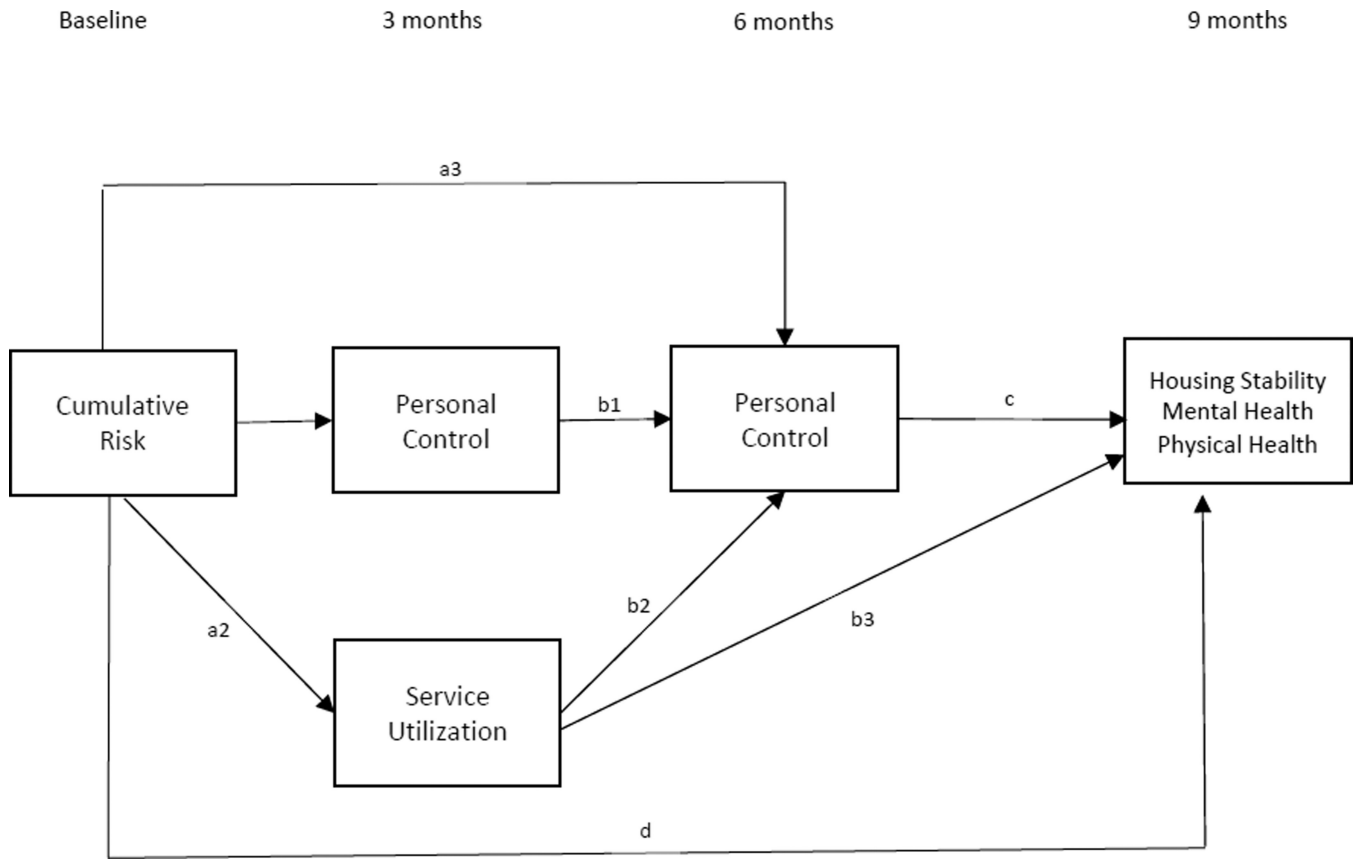 Baseline
3 months
6 months
9 months
a3
Cumulative
Risk
Personal
Control
b1
Personal
Control
c
Housing Stability
Mental Health
Physical Health
a2
b2
b3
Service
Utilization
d